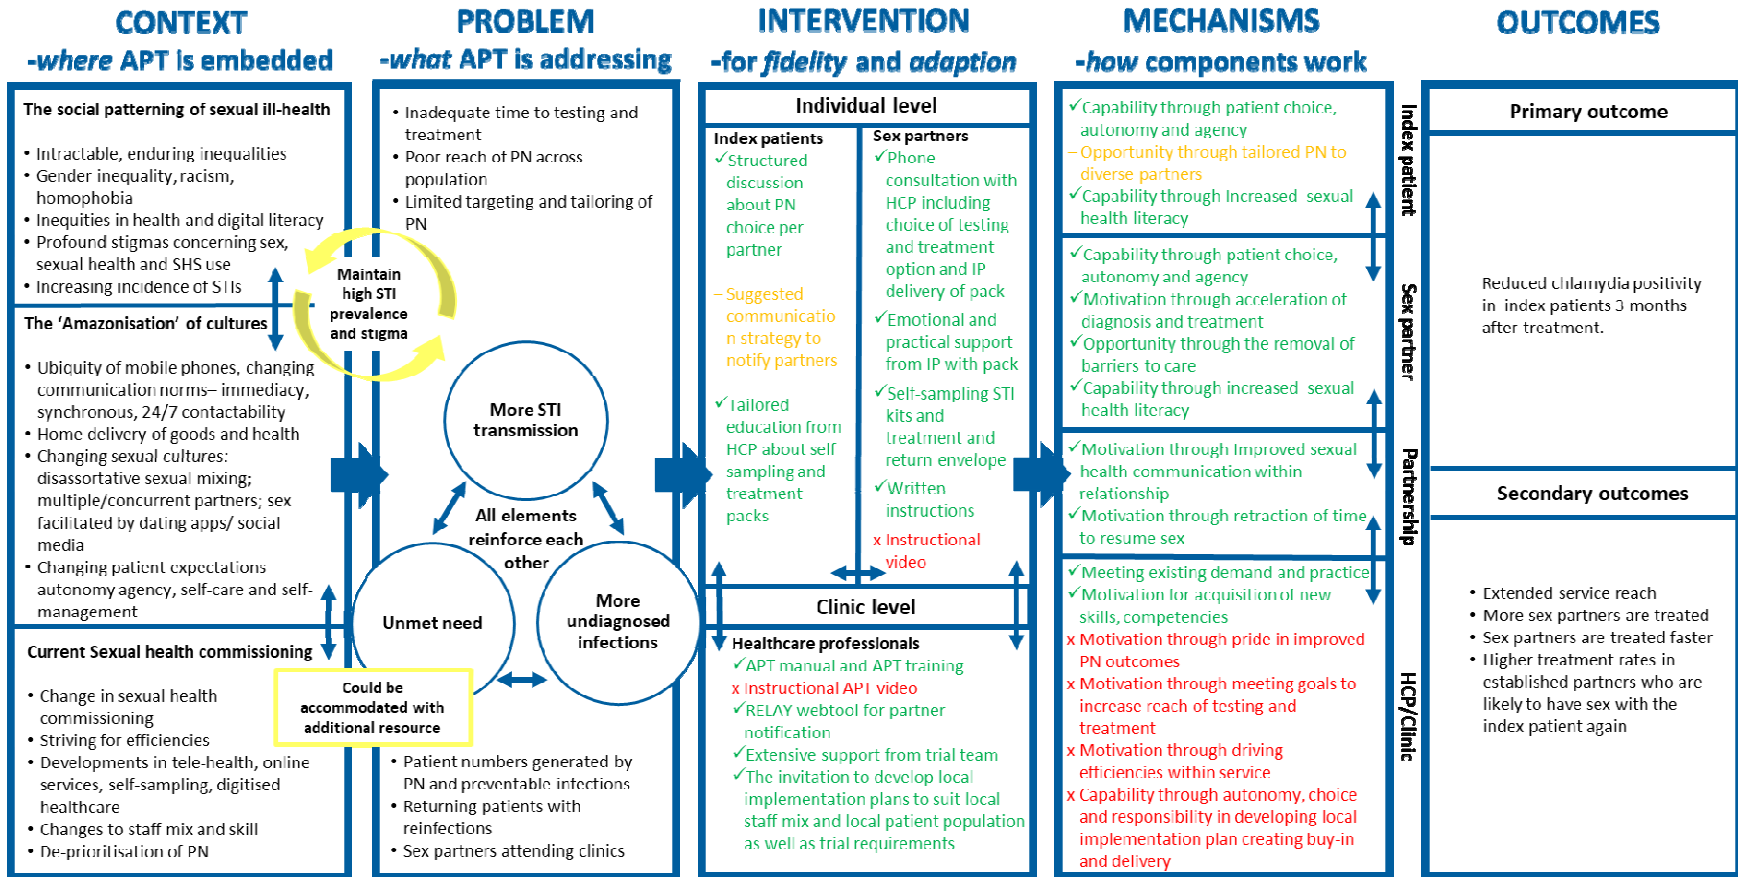 CONTEXT
-where APT is embedded
The social patterning of sexual ill-health
• Intractable, enduring inequalities
• Gender inequality, racism,
homophobia
• Inequities in health and digital literacy
• Profound stigmas concerning sex,
sexual health and SHS use
• Increasing incidence of STIs
The ‘Amazonisation’ of cultures
• Ubiquity of mobile phones, changing
communication norms– immediacy,
synchronous, 24/7 contactability
• Home delivery of goods and health
• Changing sexual cultures:
disassortative sexual mixing;
multiple/concurrent partners; sex
facilitated by dating apps/ social
media
• Changing patient expectations
autonomy agency, self-care and self-
management
Current Sexual health commissioning
• Change in sexual health
commissioning
• Striving for efficiencies
• Developments in tele-health, online
services, self-sampling, digitised
healthcare
• Changes to staff mix and skill
• De-prioritisation of PN
PROBLEM
-what APT is addressing
• Inadequate time to testing and
treatment
• Poor reach of PN across
population
• Limited targeting and tailoring of
PN
Maintain
high STI
prevalence
and stigma
More STI
transmission
All elements
reinforce each
other
Unmet need
More
undiagnosed
infections
Could be
accommodated with
additional resource
• Patient numbers generated by
PN and preventable infections
• Returning patients with
reinfections
• Sex partners attending clinics
INTERVENTION
-for fidelity and adaption
Individual level
Index patients
✓Structured
discussion
about PN
choice per
partner
– Suggested
communicatio
n strategy to
notify partners
✓Tailored
education from
HCP about self
sampling and
treatment
packs
Sex partners
✓Phone
consultation with
HCP including
choice of testing
and treatment
option and IP
delivery of pack
✓Emotional and
practical support
from IP with pack
✓Self-sampling STI
kits and
treatment and
return envelope
✓Written
instructions
x Instructional
video
Clinic level
Healthcare professionals
✓APT manual and APT training
x Instructional APT video
✓RELAY webtool for partner
notification
✓Extensive support from trial team
✓The invitation to develop local
implementation plans to suit local
staff mix and local patient population
as well as trial requirements
MECHANISMS
-how components work
✓Capability through patient choice,
autonomy and agency
– Opportunity through tailored PN to
diverse partners
✓Capability through Increased sexual
health literacy
Index patient
✓Capability through patient choice,
autonomy and agency
✓Motivation through acceleration of
diagnosis and treatment
✓Opportunity through the removal of
barriers to care
✓Capability through increased sexual
health literacy
Sex partner
✓Motivation through Improved sexual
health communication within
relationship
✓Motivation through retraction of time
to resume sex
Partnership
✓Meeting existing demand and practice
✓Motivation for acquisition of new
skills, competencies
x Motivation through pride in improved
PN outcomes
x Motivation through meeting goals to
increase reach of testing and
treatment
x Motivation through driving
efficiencies within service
x Capability through autonomy, choice
and responsibility in developing local
implementation plan creating buy-in
and delivery
HCP/Clinic
OUTCOMES
Primary outcome
Reduced chlamydia positivity
in index patients 3 months
after treatment.
Secondary outcomes
• Extended service reach
• More sex partners are treated
• Sex partners are treated faster
• Higher treatment rates in
established partners who are
likely to have sex with the
index patient again